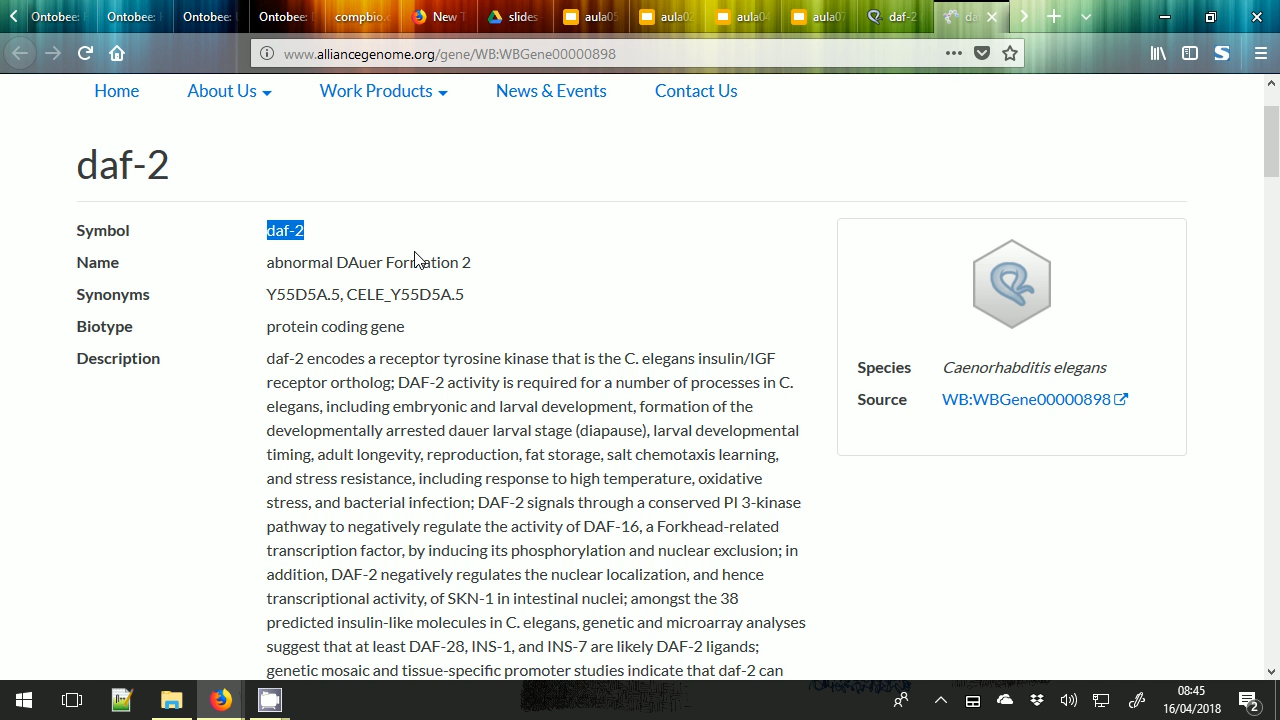 Ontobee: Ontobee: Ontobee: Ontobee: compbio. New T slides aula05 aula02 aula04 aula07 daf-2 da
www.alliancegenome.org/gene/WB:WBGene00000898
Home About Us Work Products News & Events Contact Us
daf-2
Symbol daf-2
Name abnormal DAuer Formation 2
Synonyms Y55D5A.5, CELE_Y55D5A.5
Biotype protein coding gene
Description daf-2 encodes a receptor tyrosine kinase that is the C. elegans insulin/IGF
receptor ortholog; DAF-2 activity is required for a number of processes in C.
elegans, including embryonic and larval development, formation of the
developmentally arrested dauer larval stage (diapause), larval developmental
timing, adult longevity, reproduction, fat storage, salt chemotaxis learning,
and stress resistance, including response to high temperature, oxidative
stress, and bacterial infection; DAF-2 signals through a conserved PI 3-kinase
pathway to negatively regulate the activity of DAF-16, a Forkhead-related
transcription factor, by inducing its phosphorylation and nuclear exclusion; in
addition, DAF-2 negatively regulates the nuclear localization, and hence
transcriptional activity, of SKN-1 in intestinal nuclei; amongst the 38
predicted insulin-like molecules in C. elegans, genetic and microarray analyses
suggest that at least DAF-28, INS-1, and INS-7 are likely DAF-2 ligands;
genetic mosaic and tissue-specific promoter studies indicate that daf-2 can
Species Caenorhabditis elegans
Source WB:WBGene00000898
08:45
16/04/2018
2